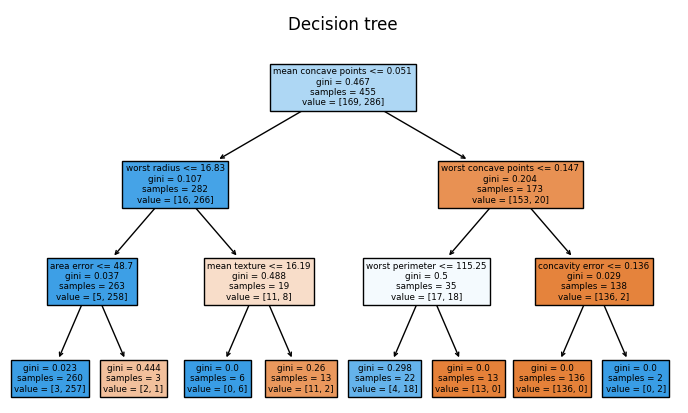 Decision tree
mean concave points <= 0.051
gini = 0.467
samples = 455
value = [169, 286]
worst radius <= 16.83
gini = 0.107
samples = 282
value = [16, 266]
worst concave points <= 0.147
gini = 0.204
samples = 173
value = [153, 20]
area error <= 48.7
gini = 0.037
samples = 263
value = [5, 258]
mean texture <= 16.19
gini = 0.488
samples = 19
value = [11, 8]
worst perimeter <= 115.25
gini = 0.5
samples = 35
value = [17, 18]
concavity error <= 0.136
gini = 0.029
samples = 138
value = [136, 2]
gini = 0.023
samples = 260
value = [3, 257]
gini = 0.444
samples = 3
value = [2, 1]
gini = 0.0
samples = 6
value = [0, 6]
gini = 0.26
samples = 13
value = [11, 2]
gini = 0.298
samples = 22
value = [4, 18]
gini = 0.0
samples = 13
value = [13, 0]
gini = 0.0
samples = 136
value = [136, 0]
gini = 0.0
samples = 2
value = [0, 2]